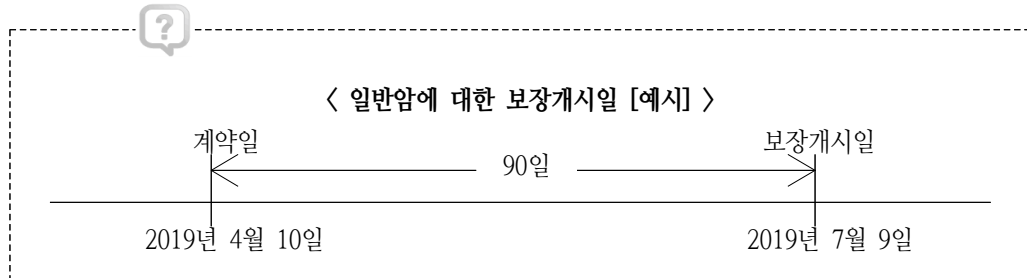 ?
〈 일반암에 대한 보장개시일 [예시] 〉
계약일 보장개시일
90일
2019년 4월 10일 2019년 7월 9일